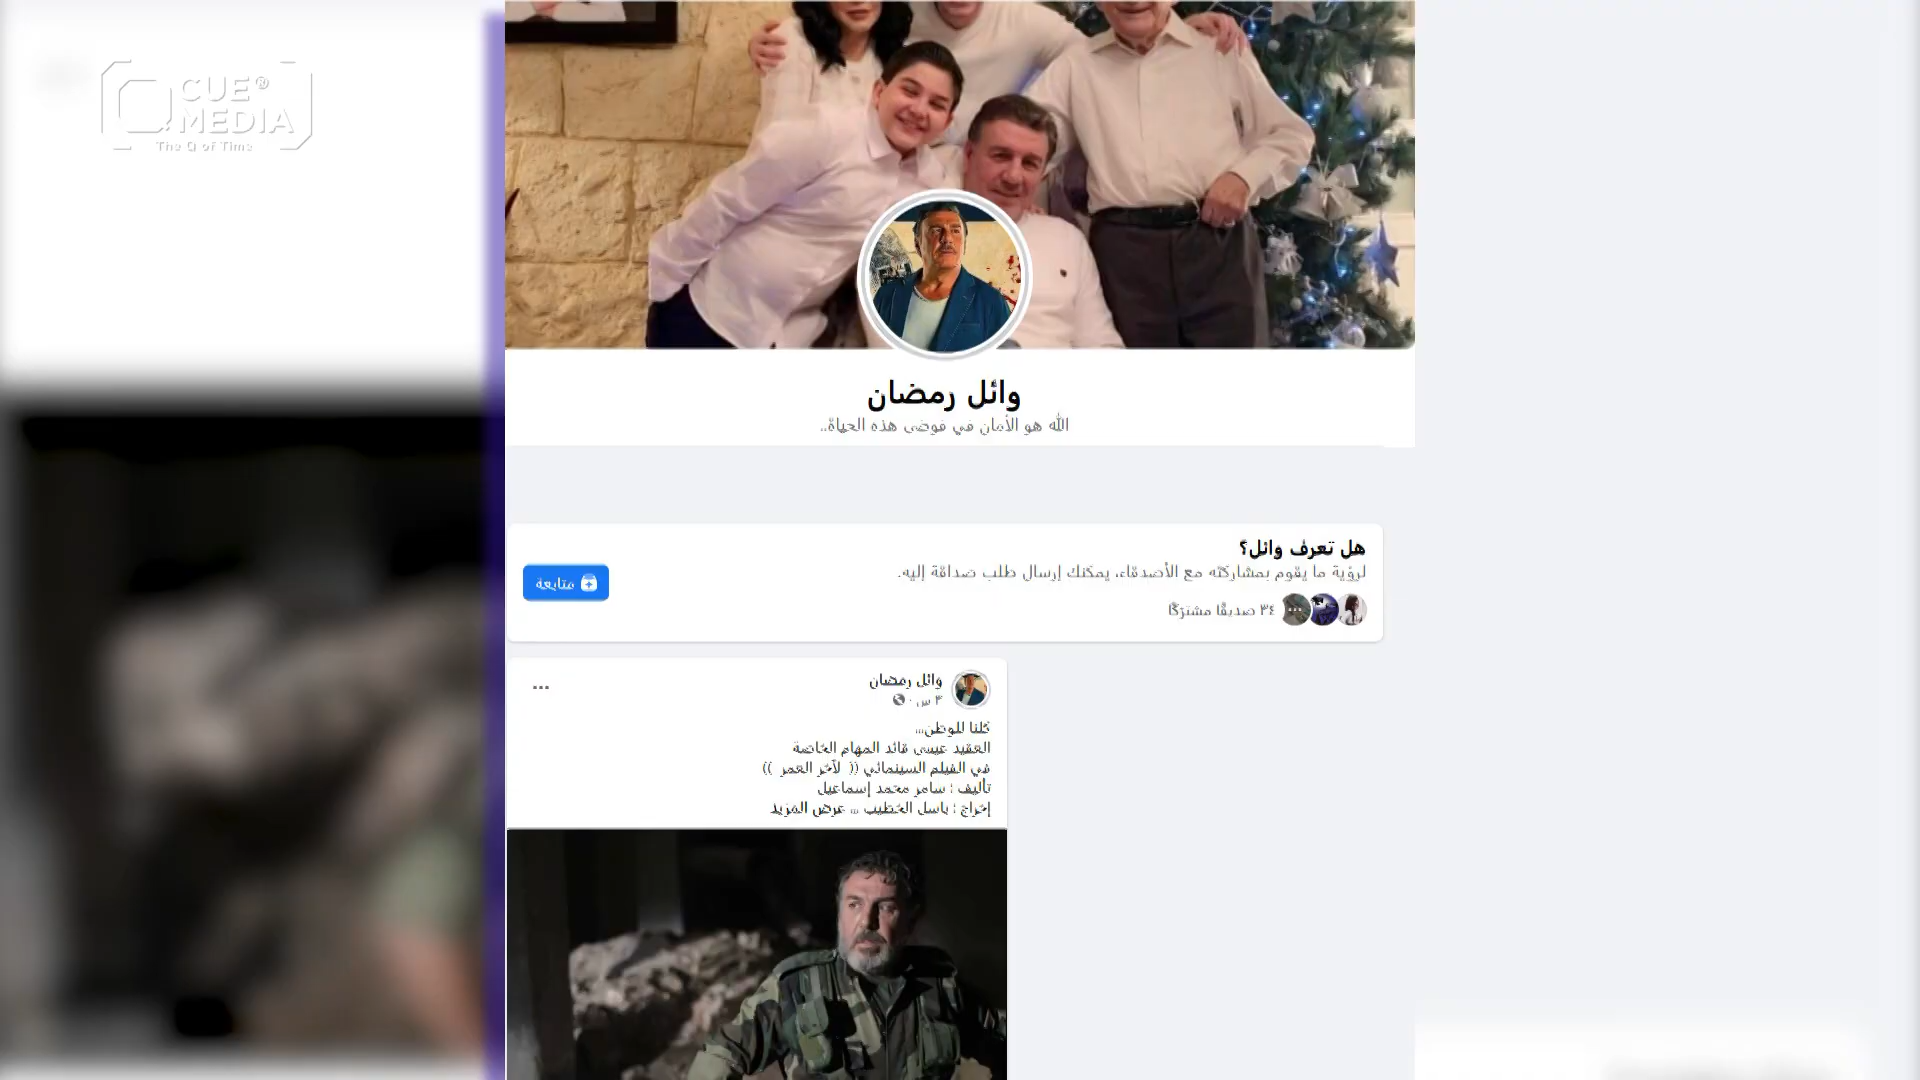 CUE®
MEDIA
The Q of Time
وائل رمضان
الله هو الأمان في فوضى هذه الحياة..
هل تعرف وائل؟
لرؤية ما يقوم بمشاركته مع الأصدقاء، يمكنك إرسال طلب صداقة إليه.
متابعة
٣٤ صديقًا مشتركًا
وائل رمضان
٣ س ·
كلنا للوطن...
العقيد عيسى قائد المهام الخاصة
في الفيلم السينمائي (( لآخر العمر ))
تأليف : سامر محمد إسماعيل
إخراج : باسل الخطيب ... عرض المزيد